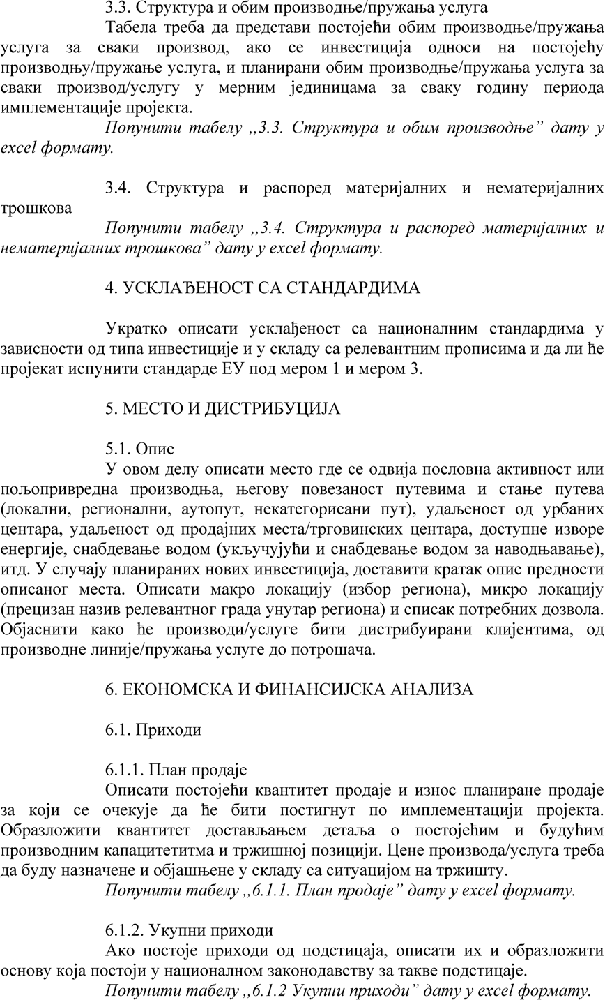 3.3. Структура и обим производње/пружања услуга
Табела треба да представи постојећи обим производње/пружања
услуга за сваки производ, ако се инвестиција односи на постојећу
производњу/пружање услуга, и планирани обим производње/пружања услуга за
сваки производ/услугу у мерним јединицама за сваку годину периода
имплементације пројекта.
Попунити табелу ,,3.3. Структура и обим производње” дату у
excel формату.
3.4. Структура и распоред материјалних и нематеријалних
трошкова
Попунити табелу ,,3.4. Структура и распоред материјалних и
нематеријалних трошкова” дату у excel формату.
4. УСКЛАЂЕНОСТ СА СТАНДАРДИМА
Укратко описати усклађеност са националним стандардима у
зависности од типа инвестиције и у складу са релевантним прописима и да ли ће
пројекат испунити стандарде ЕУ под мером 1 и мером 3.
5. МЕСТО И ДИСТРИБУЦИЈА
5.1. Опис
У овом делу описати место где се одвија пословна активност или
пољопривредна производња, његову повезаност путевима и стање путева
(локални, регионални, аутопут, некатегорисани пут), удаљеност од урбаних
центара, удаљеност од продајних места/трговинских центара, доступне изворе
енергије, снабдевање водом (укључујући и снабдевање водом за наводњавање),
итд. У случају планираних нових инвестиција, доставити кратак опис предности
описаног места. Описати макро локацију (избор региона), микро локацију
(прецизан назив релевантног града унутар региона) и списак потребних дозвола.
Објаснити како ће производи/услуге бити дистрибуирани клијентима, од
производне линије/пружања услуге до потрошача.
6. ЕКОНОМСКА И ФИНАНСИЈСКА АНАЛИЗА
6.1. Приходи
6.1.1. План продаје
Описати постојећи квантитет продаје и износ планиране продаје
за који се очекује да ће бити постигнут по имплементацији пројекта.
Образложити квантитет достављањем детаља о постојећим и будућим
производним капацитетитма и тржишној позицији. Цене производа/услуга треба
да буду назначене и објашњене у складу са ситуацијом на тржишту.
Попунити табелу ,,6.1.1. План продаје” дату у excel формату.
6.1.2. Укупни приходи
Ако постоје приходи од подстицаја, описати их и образложити
основу која постоји у националном законодавству за такве подстицаје.
Попунити табелу ,,6.1.2 Укупни приходи” дату у excel формату.